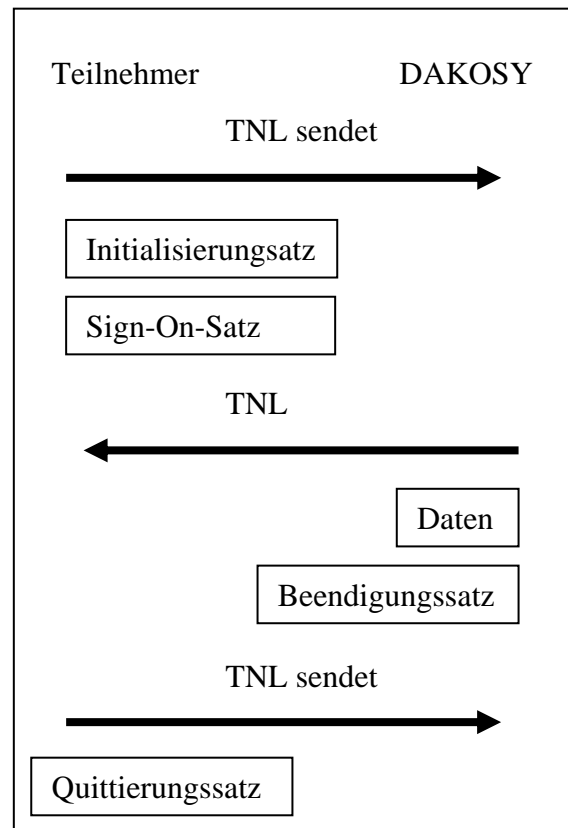 Teilnehmer DAKOSY
TNL sendet
Initialisierungsatz
Sign-On-Satz
TNL
Daten
Beendigungssatz
TNL sendet
Quittierungssatz